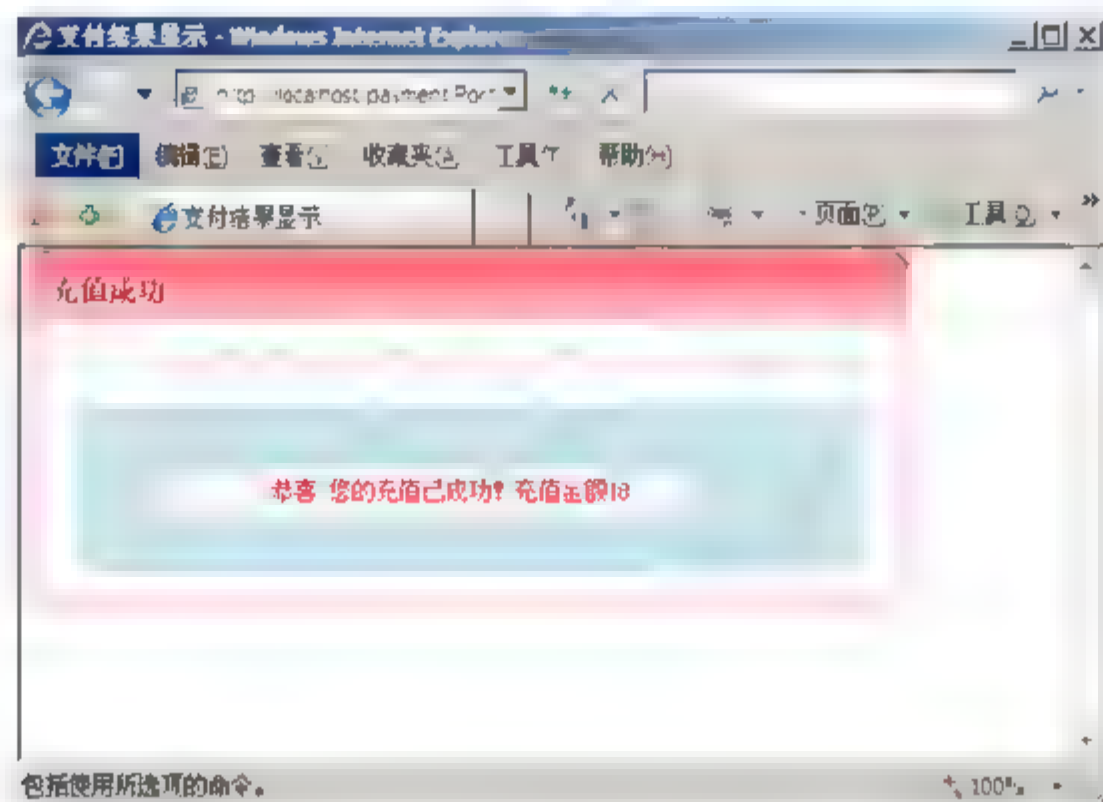 支付结果显示 - Windows Internet Explorer
文件(F) 编辑(E) 查看(V) 收藏夹(A) 工具(T) 帮助(H)
支付结果显示 页面(P) 工具(O)
充值成功
恭喜 您的充值已成功! 充值金额
包括使用所选项的命令。
100%